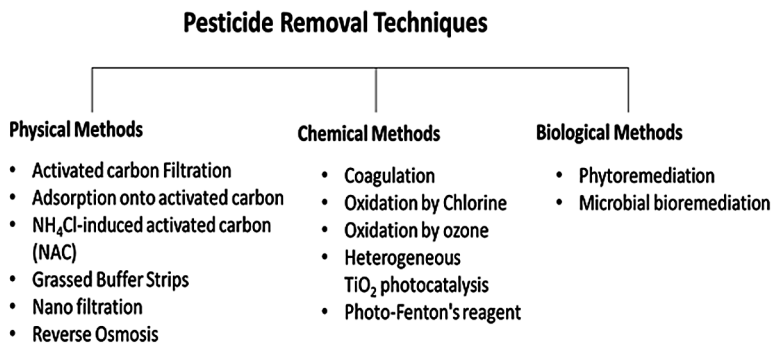 Pesticide Removal Techniques
Physical Methods
• Activated carbon Filtration
• Adsorption onto activated carbon
• NH₄Cl-induced activated carbon
(NAC)
• Grassed Buffer Strips
• Nano filtration
• Reverse Osmosis
Chemical Methods
• Coagulation
• Oxidation by Chlorine
• Oxidation by ozone
• Heterogeneous
TiO₂ photocatalysis
• Photo-Fenton's reagent
Biological Methods
• Phytoremediation
• Microbial bioremediation